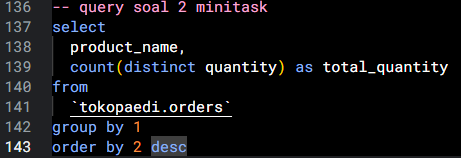 136 -- query soal 2 minitask
137 select
138 product_name,
139 count(distinct quantity) as total_quantity
140 from
141 `tokopaedi.orders`
142 group by 1
143 order by 2 desc